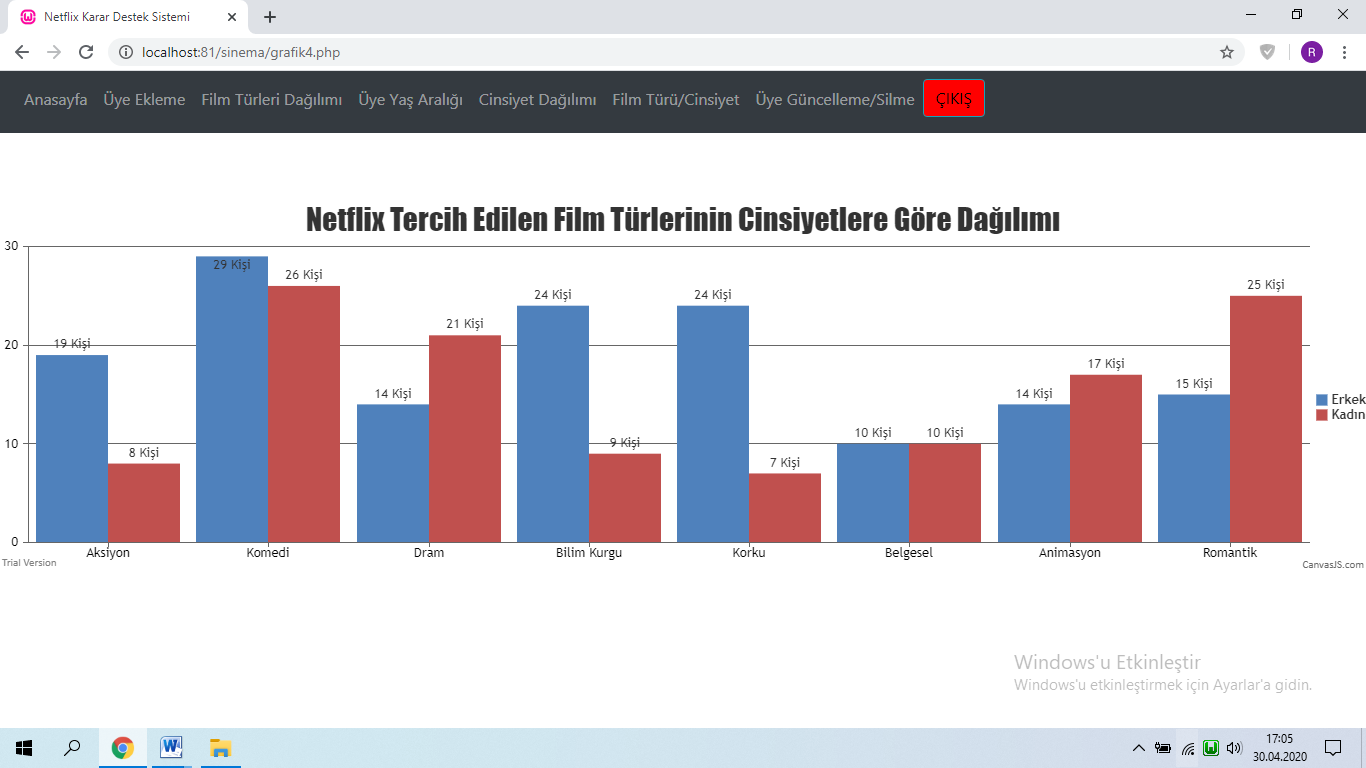 Netflix Karar Destek Sistemi
localhost:81/sinema/grafik4.php
R
Anasayfa Üye Ekleme Film Türleri Dağılımı Üye Yaş Aralığı Cinsiyet Dağılımı Film Türü/Cinsiyet Üye Güncelleme/Silme ÇIKIŞ
Netflix Tercih Edilen Film Türlerinin Cinsiyetlere Göre Dağılımı
30
20
10
0
19 Kişi
8 Kişi
29 Kişi
26 Kişi
14 Kişi
21 Kişi
24 Kişi
9 Kişi
24 Kişi
7 Kişi
10 Kişi
10 Kişi
14 Kişi
17 Kişi
15 Kişi
25 Kişi
Erkek
Kadın
Aksiyon Komedi Dram Bilim Kurgu Korku Belgesel Animasyon Romantik
Trial Version
CanvasJS.com
Windows'u Etkinleştir
Windows'u etkinleştirmek için Ayarlar'a gidin.
17:05
30.04.2020